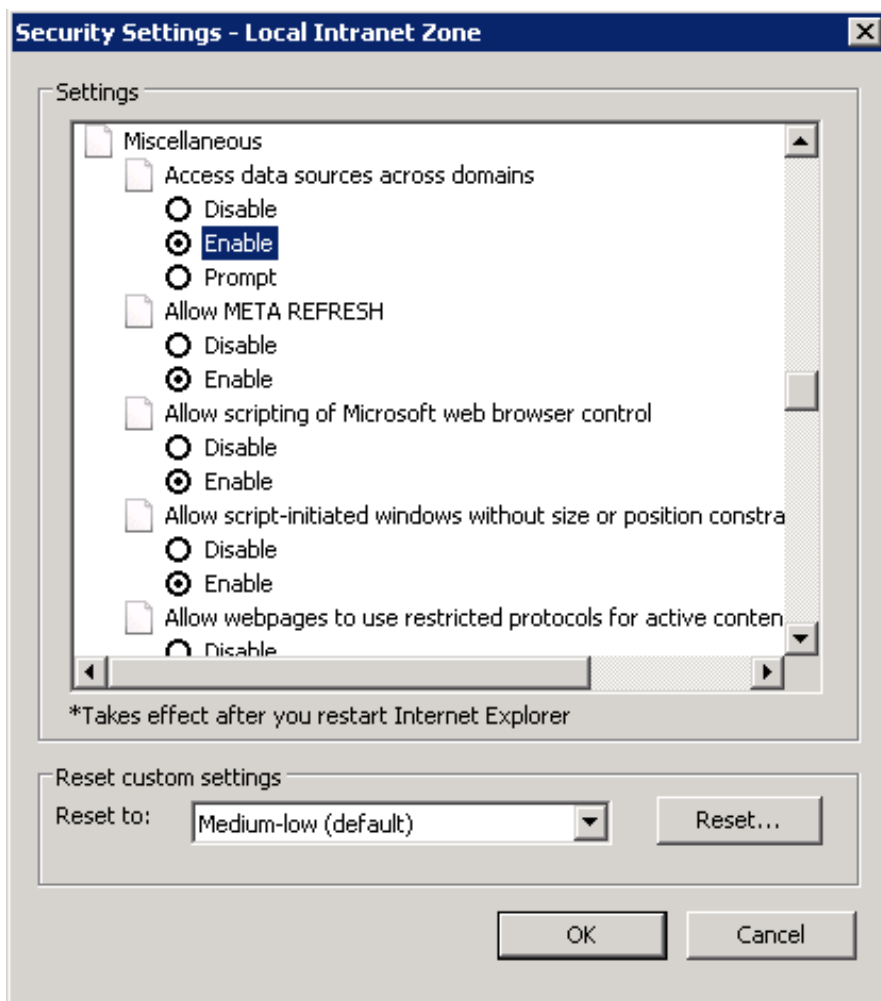 Security Settings - Local Intranet Zone
Settings
Miscellaneous
Access data sources across domains
Disable
Enable
Prompt
Allow META REFRESH
Disable
Enable
Allow scripting of Microsoft web browser control
Disable
Enable
Allow script-initiated windows without size or position constra
Disable
Enable
Allow webpages to use restricted protocols for active conten
Disable
*Takes effect after you restart Internet Explorer
Reset custom settings
Reset to: Medium-low (default) Reset...
OK Cancel